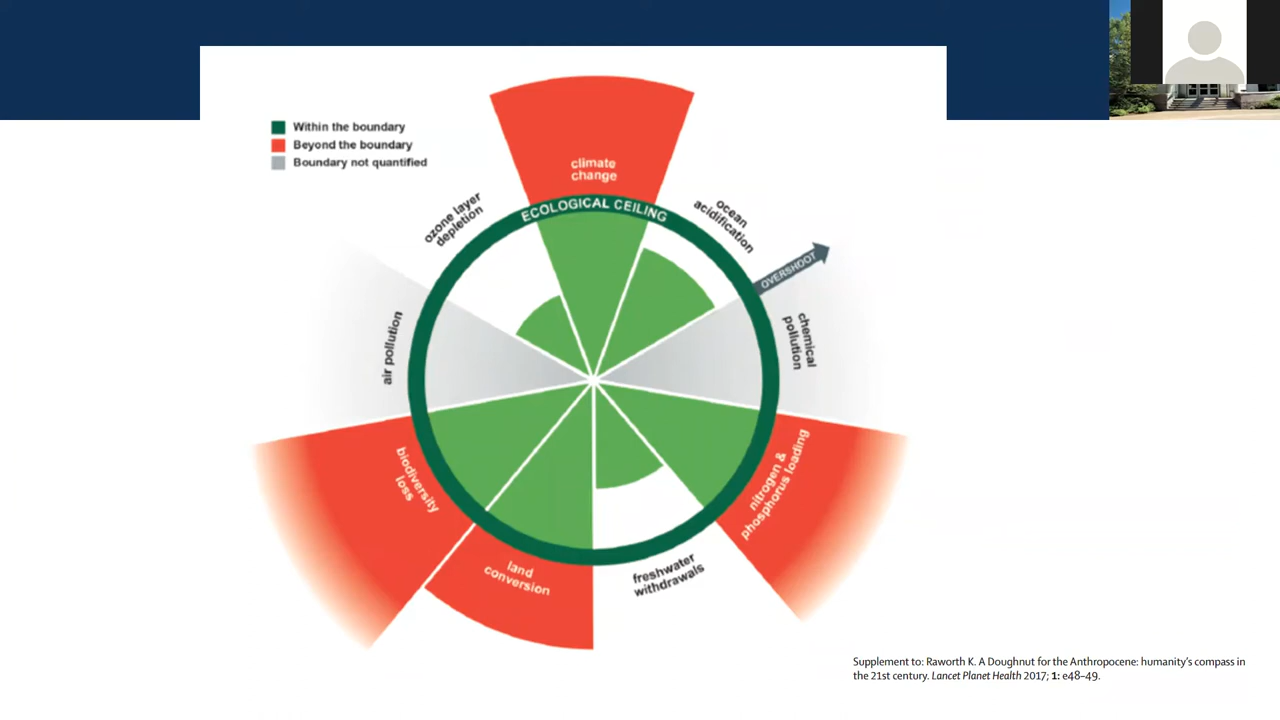 Within the boundary
Beyond the boundary
Boundary not quantified
climate
change
ozone layer
depletion
ECOLOGICAL CEILING
ocean
acidification
OVERSHOOT
air pollution
chemical
pollution
biodiversity
loss
nitrogen &
phosphorus loading
land
conversion
freshwater
withdrawals
Supplement to: Raworth K. A Doughnut for the Anthropocene: humanity's compass in
the 21st century. Lancet Planet Health 2017; 1: e48–49.